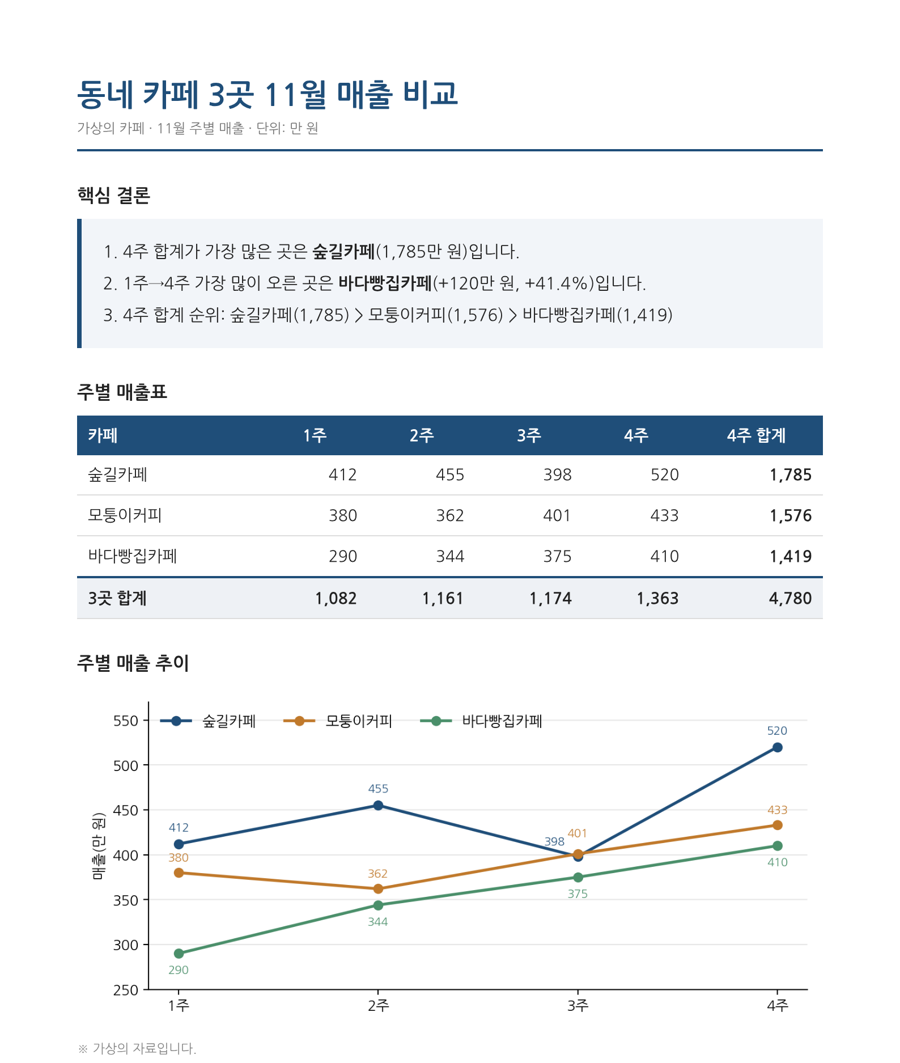 동네 카페 3곳 11월 매출 비교
가상의 카페 · 11월 주별 매출 · 단위: 만 원
핵심 결론
1. 4주 합계가 가장 많은 곳은 숲길카페(1,785만 원)입니다.
2. 1주→4주 가장 많이 오른 곳은 바다빵집카페(+120만 원, +41.4%)입니다.
3. 4주 합계 순위: 숲길카페(1,785) > 모퉁이커피(1,576) > 바다빵집카페(1,419)
주별 매출표
카페 1주 2주 3주 4주 4주 합계
숲길카페 412 455 398 520 1,785
모퉁이커피 380 362 401 433 1,576
바다빵집카페 290 344 375 410 1,419
3곳 합계 1,082 1,161 1,174 1,363 4,780
주별 매출 추이
매출(만 원)
550 숲길카페 모퉁이커피 바다빵집카페
520
500
455
450 433
412
398 401
400 410
380
362
375
350
344
300
290
250
1주 2주 3주 4주
※ 가상의 자료입니다.